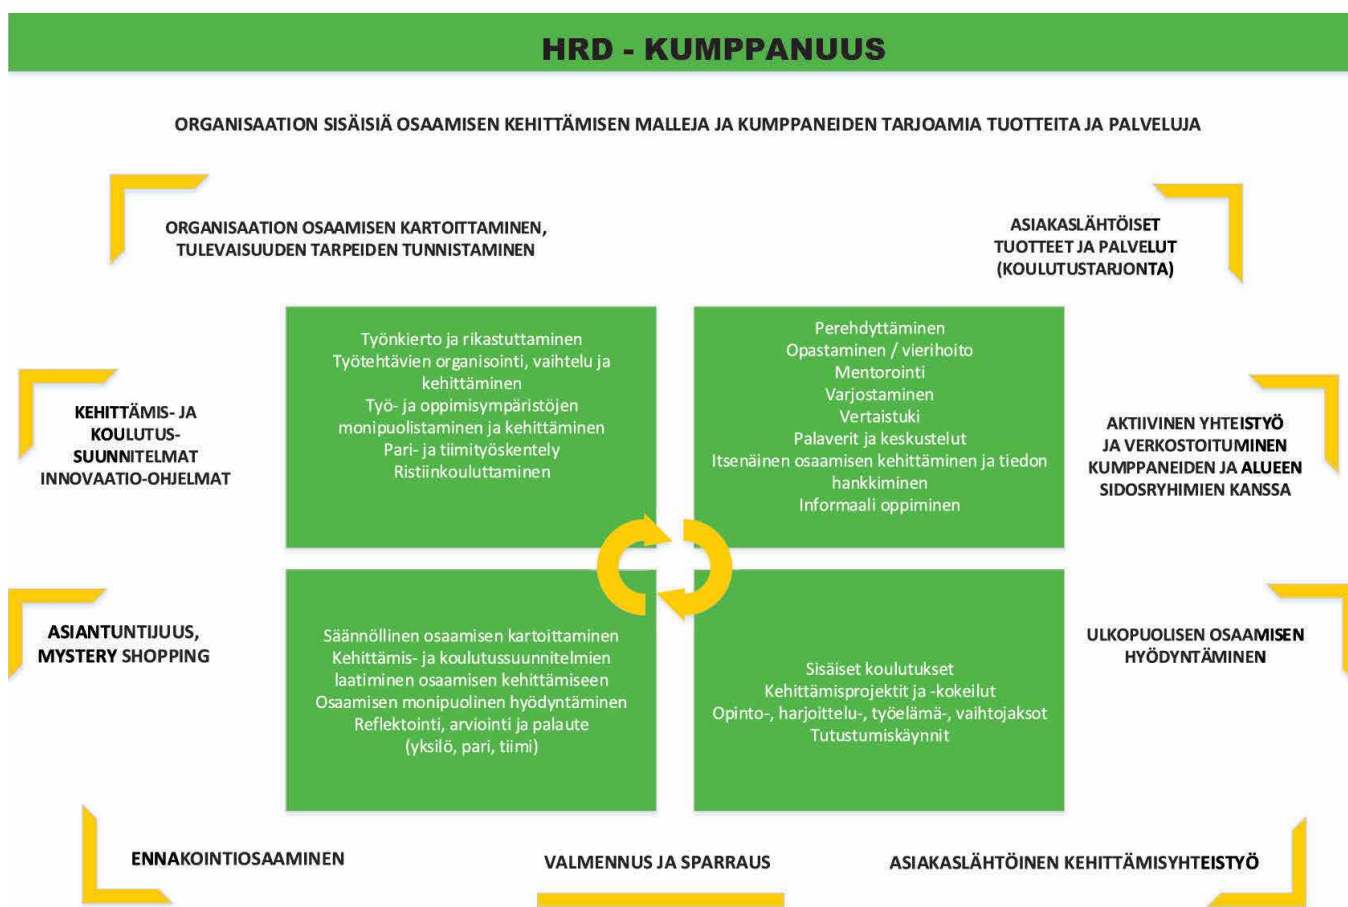 HRD - KUMPPANUUS
ORGANISAATION SISÄISIÄ OSAAMISEN KEHITTÄMISEN MALLEJA JA KUMPPANEIDEN TARJOAMIA TUOTTEITA JA PALVELUJA
ORGANISAATION OSAAMISEN KARTOITTAMINEN,
TULEVAISUUDEN TARPEIDEN TUNNISTAMINEN
ASIAKASLÄHTÖISET
TUOTTEET JA PALVELUT
(KOULUTUSTARJONTA)
KEHITTÄMIS- JA
KOULUTUS-
SUUNNITELMAT
INNOVAATIO-OHJELMAT
Työnkierto ja rikastuttaminen
Työtehtävien organisointi, vaihtelu ja
kehittäminen
Työ- ja oppimisympäristöjen
monipuolistaminen ja kehittäminen
Pari- ja tiimityöskentely
Ristiinkouluttaminen
Perehdyttäminen
Opastaminen / vierihoito
Mentorointi
Varjostaminen
Vertaistuki
Palaverit ja keskustelut
Itsenäinen osaamisen kehittäminen ja tiedon
hankkiminen
Informaali oppiminen
AKTIIVINEN YHTEISTYÖ
JA VERKOSTOITUMINEN
KUMPPANEIDEN JA ALUEEN
SIDOSRYHIMIEN KANSSA
ASIANTUNTIJUUS,
MYSTERY SHOPPING
Säännöllinen osaamisen kartoittaminen
Kehittämis- ja koulutussuunnitelmien
laatiminen osaamisen kehittämiseen
Osaamisen monipuolinen hyödyntäminen
Reflektointi, arviointi ja palaute
(yksilö, pari, tiimi)
Sisäiset koulutukset
Kehittämisprojektit ja -kokeilut
Opinto-, harjoittelu-, työelämä-, vaihtojaksot
Tutustumiskäynnit
ULKOPUOLISEN OSAAMISEN
HYÖDYNTÄMINEN
ENNAKOINTIOSAAMINEN
VALMENNUS JA SPARRAUS
ASIAKASLÄHTÖINEN KEHITTÄMISYHTEISTYÖ